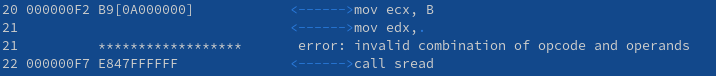 20 000000F2 B9[0A000000] <------>mov ecx, B
21 <------>mov edx,.
21 ****************** error: invalid combination of opcode and operands
22 000000F7 E847FFFFFF <------>call sread